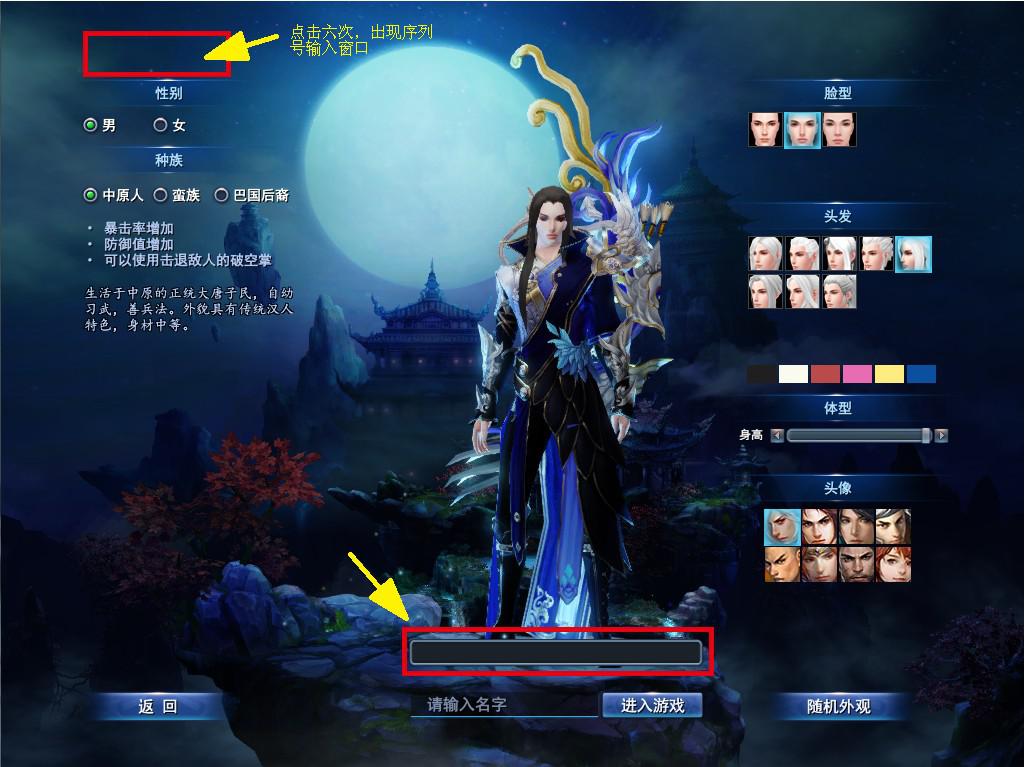 点击六次，出现序列
号输入窗口
性别
男 女
种族
中原人 蛮族 巴国后裔
· 暴击率增加
· 防御值增加
· 可以使用击退敌人的破空掌
生活于中原的正统大唐子民，自幼
习武，善兵法。外貌具有传统汉人
特色，身材中等。
脸型
头发
体型
身高
头像
返回
请输入名字
进入游戏
随机外观